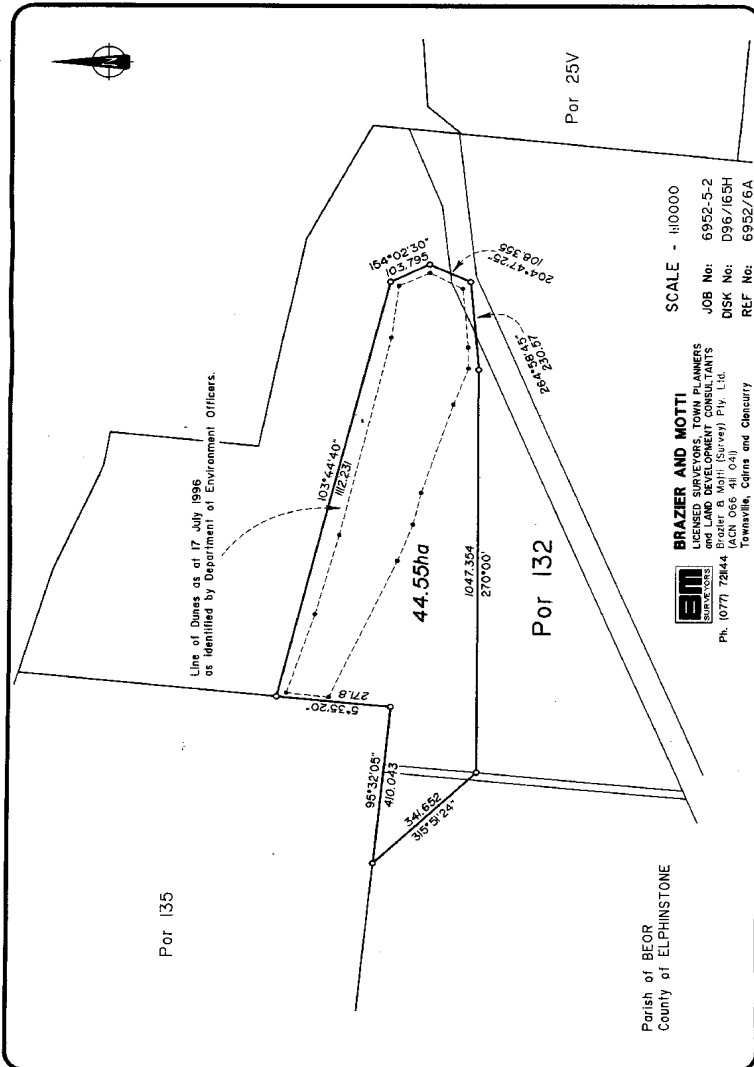 N
Line of Dunes as at 17 July 1996
as identified by Department of Environment Officers.
Por 135
Por 25V
154°02'30"
103.795
103°44'40"
1112.231
204°47'25"
108.355
264°58'45"
230.57
271.8
5°35'20"
95°32'05"
410.043
341.652
315°51'24"
44.55ha
1047.354
270°00'
Por 132
Parish of BEOR
County of ELPHINSTONE
BM
SURVEYORS
BRAZIER AND MOTTI
LICENSED SURVEYORS, TOWN PLANNERS
and LAND DEVELOPMENT CONSULTANTS
Brazier & Motti (Survey) Pty. Ltd.
(ACN 066 411 041)
Townsville, Cairns and Cloncurry
Ph. (077) 721144
SCALE - 1:10000
JOB No: 6952-5-2
DISK No: D96/165H
REF No: 6952/6A